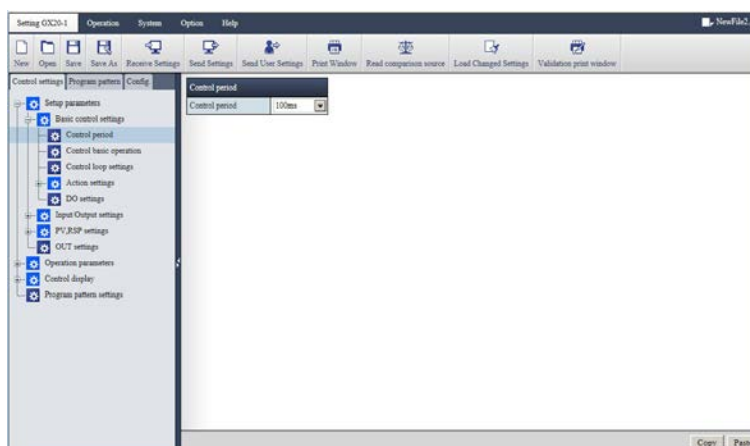 Setting GX20-1 Operation System Option Help NewFile2.
New Open Save Save As Receive Settings Send Settings Send User Settings Print Window Read comparison source Load Changed Settings Validation print window
Control settings Program pattern Config.
Control period
Control period 100ms
Setup parameters
Basic control settings
Control period
Control basic operation
Control loop settings
Action settings
DO settings
Input/Output settings
PV,RSP settings
OUT settings
Operation parameters
Control display
Program pattern settings
Copy Paste